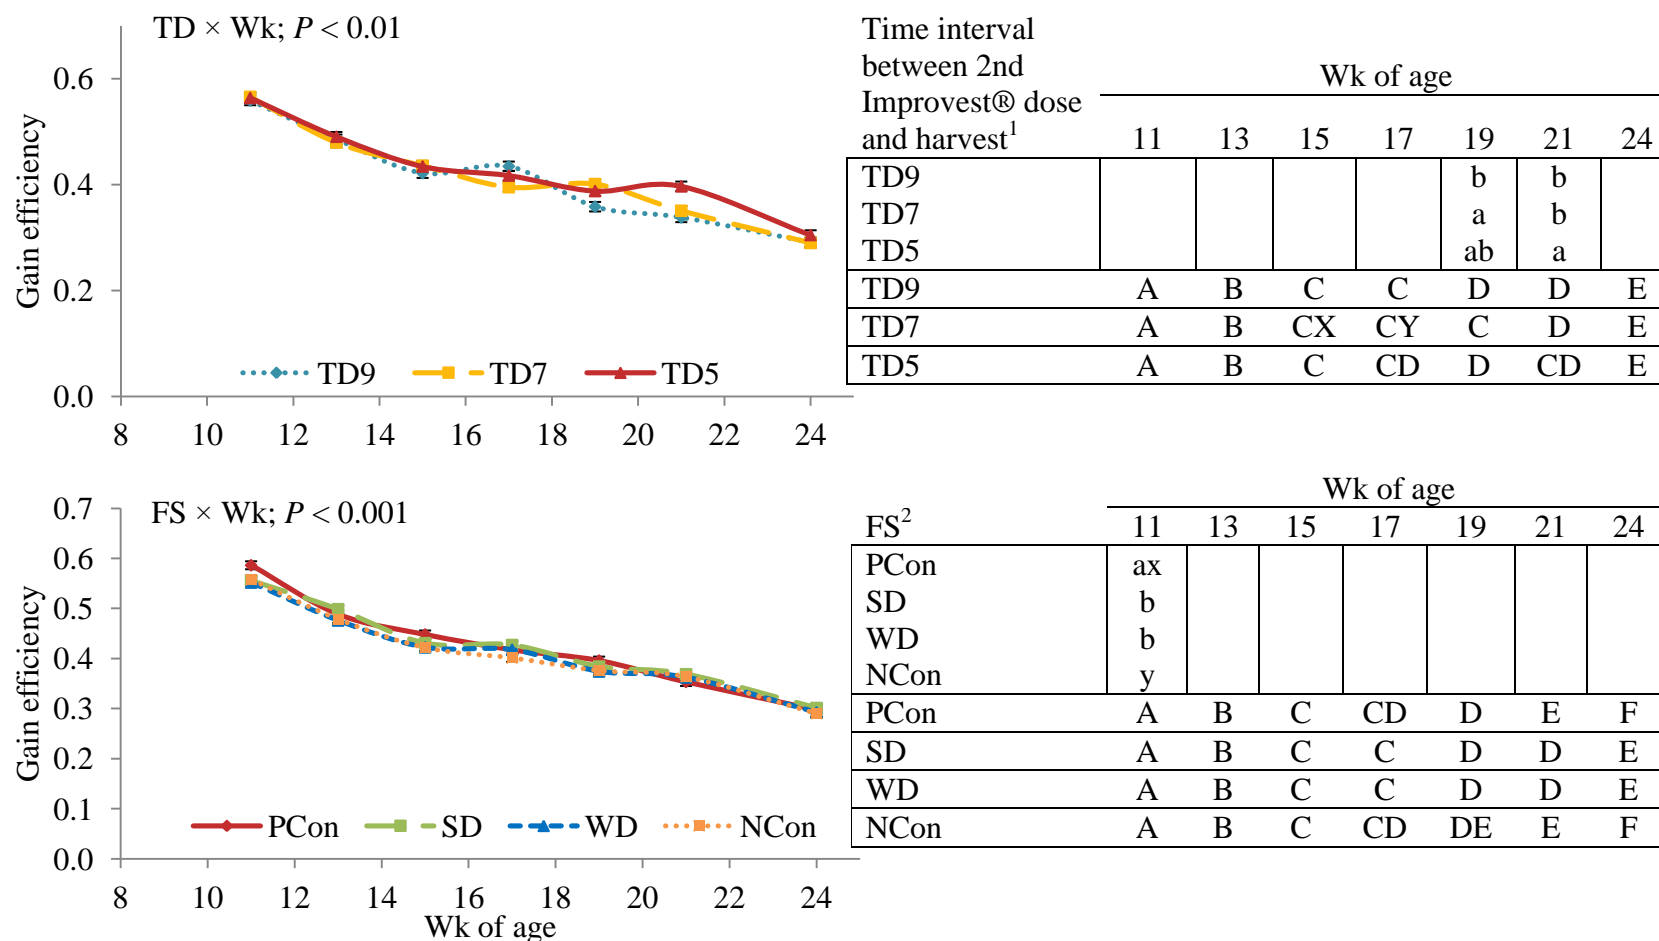 TD × Wk; P < 0.01
0.6
0.4
0.2
0.0
Gain efficiency
TD9 TD7 TD5
8 10 12 14 16 18 20 22 24
Time interval
between 2nd
Improvest® dose
and harvest1
Wk of age
11 13 15 17 19 21 24
TD9 b b
TD7 a b
TD5 ab a
TD9 A B C C D D E
TD7 A B CX CY C D E
TD5 A B C CD D CD E
FS × Wk; P < 0.001
0.7
0.6
0.5
0.4
0.3
0.2
0.1
0.0
Gain efficiency
PCon SD WD NCon
8 10 12 14 16 18 20 22 24
Wk of age
Wk of age
FS2 11 13 15 17 19 21 24
PCon ax
SD b
WD b
NCon y
PCon A B C CD D E F
SD A B C C D D E
WD A B C C D D E
NCon A B C CD DE E F